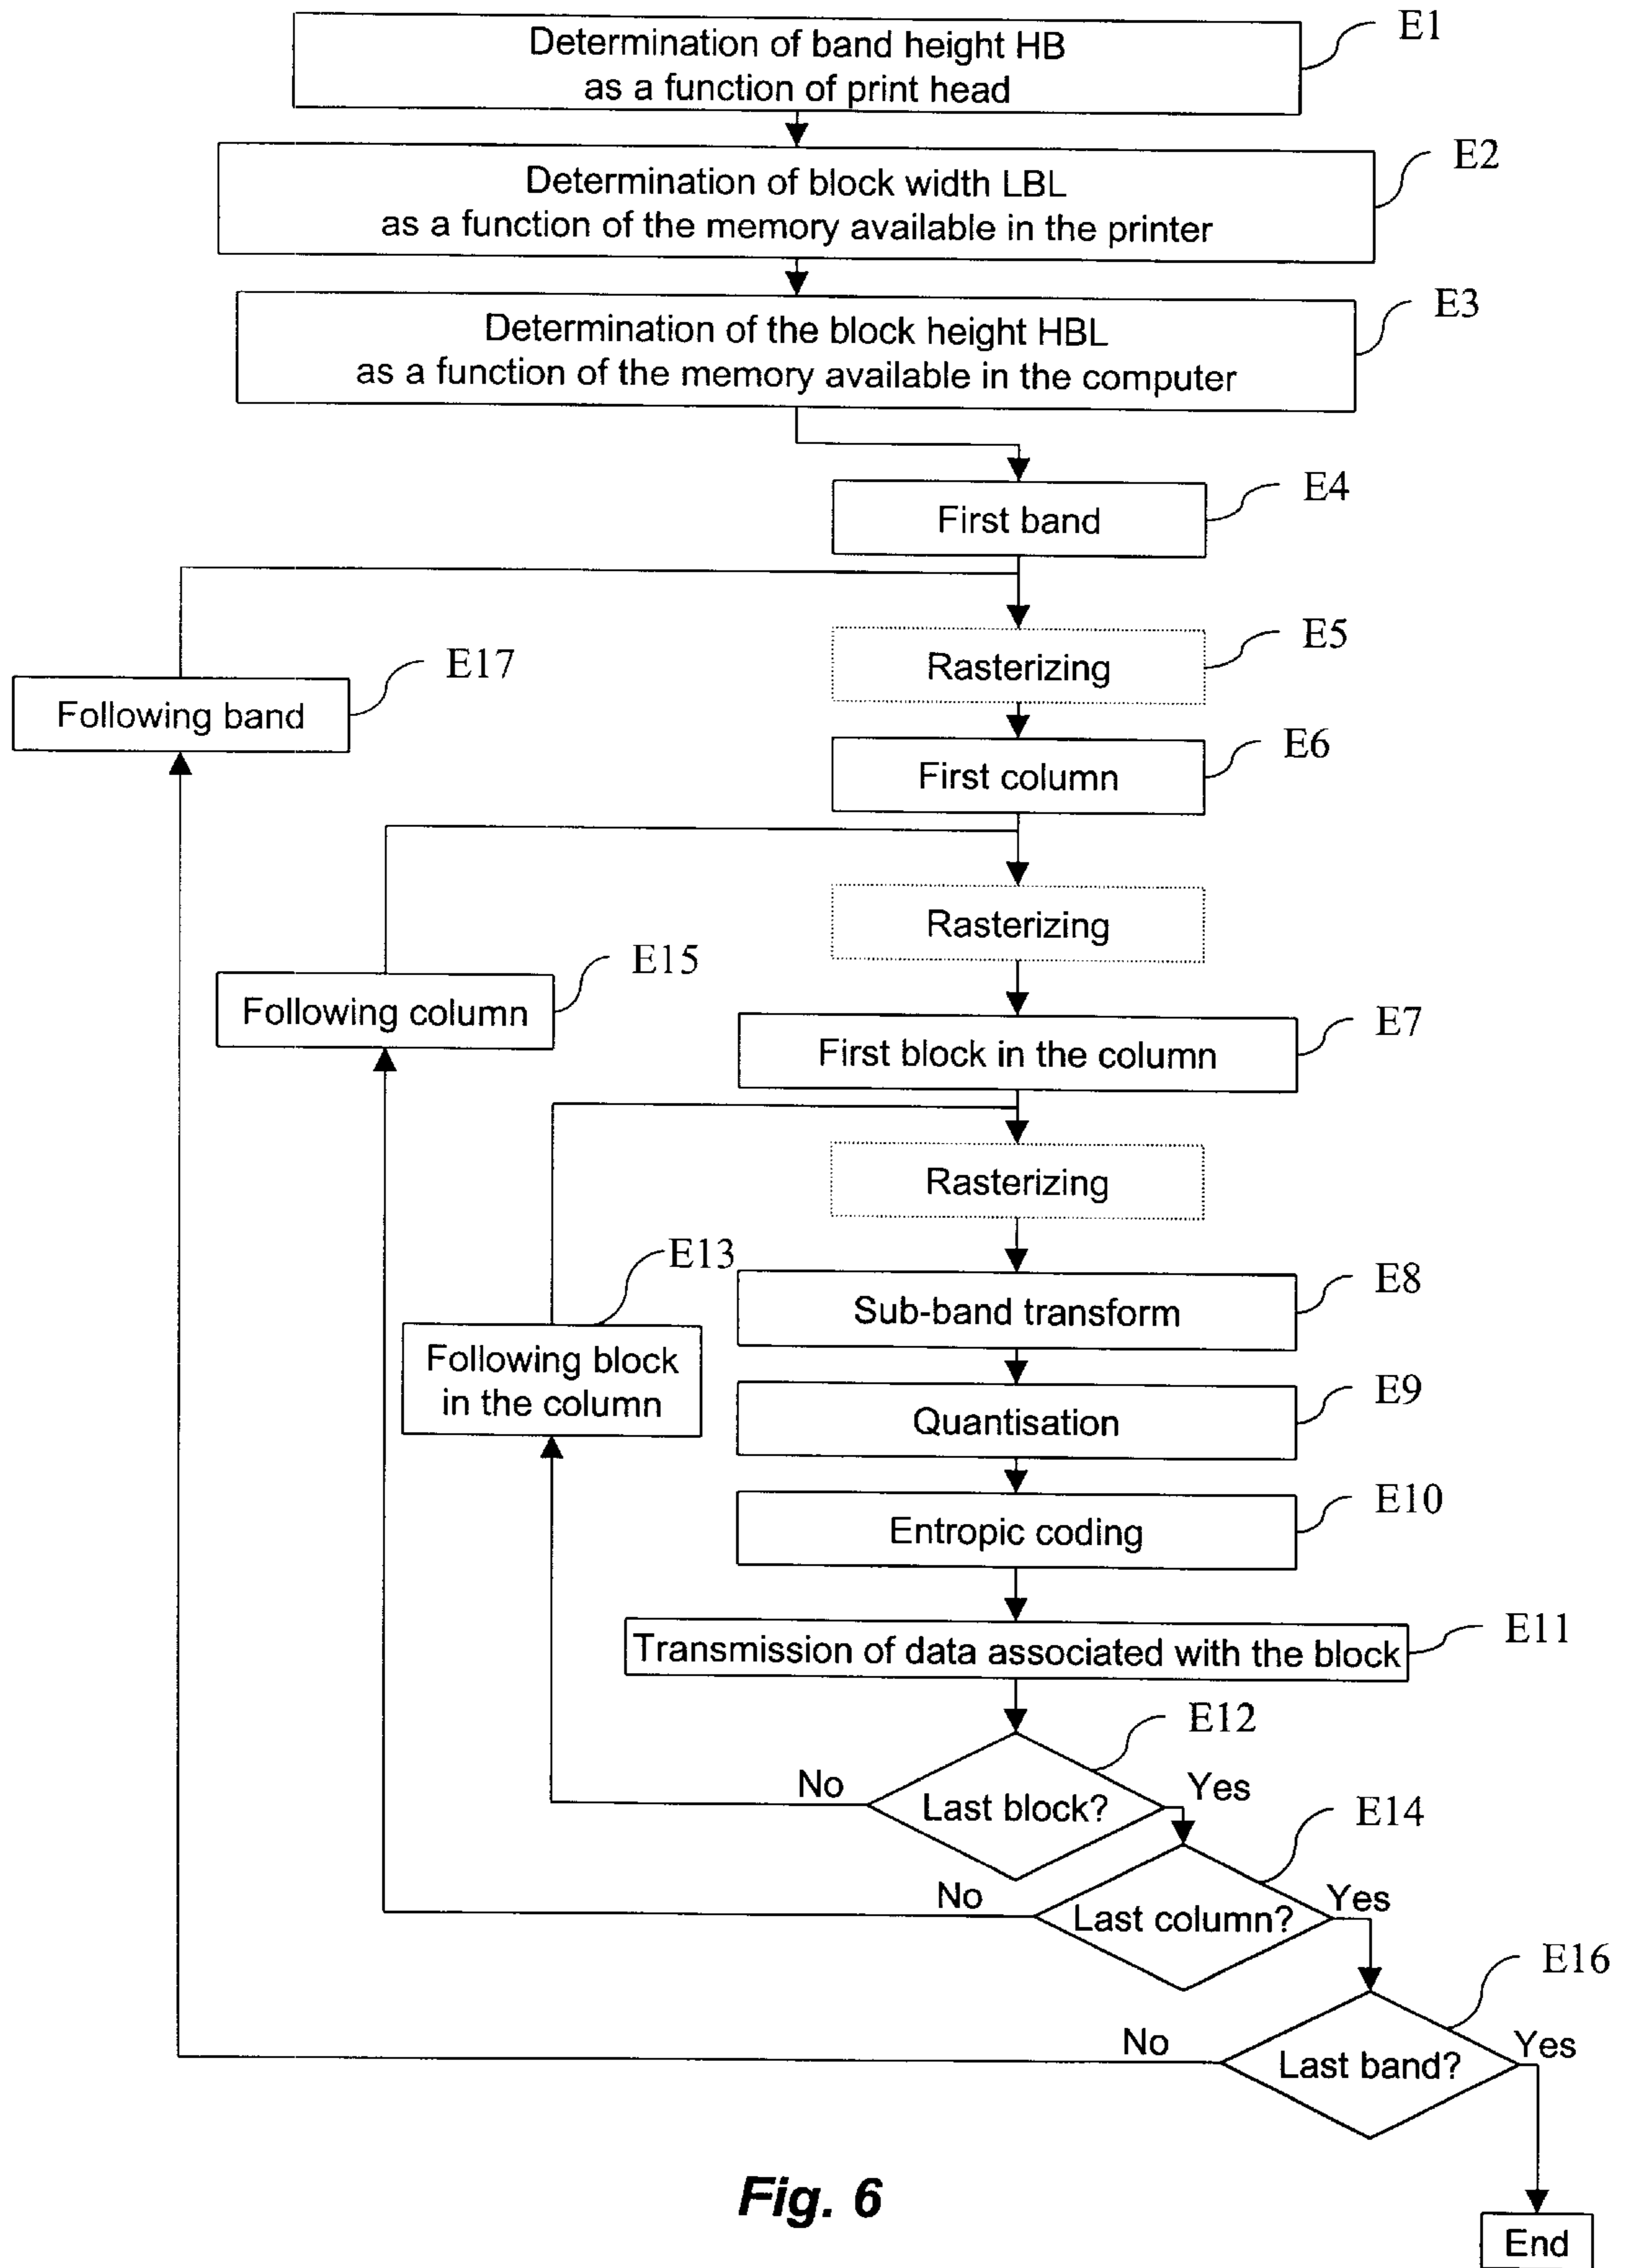 Determination of band height HB
as a function of print head
E1
Determination of block width LBL
as a function of the memory available in the printer
E2
Determination of the block height HBL
as a function of the memory available in the computer
E3
First band
E4
Rasterizing
E5
Following band
E17
First column
E6
Rasterizing
Following column
E15
First block in the column
E7
Rasterizing
Sub-band transform
E8
Following block
in the column
E13
Quantisation
E9
Entropic coding
E10
Transmission of data associated with the block
E11
Last block?
E12
No
Yes
Last column?
E14
No
Yes
Last band?
E16
No
Yes
End
Fig. 6